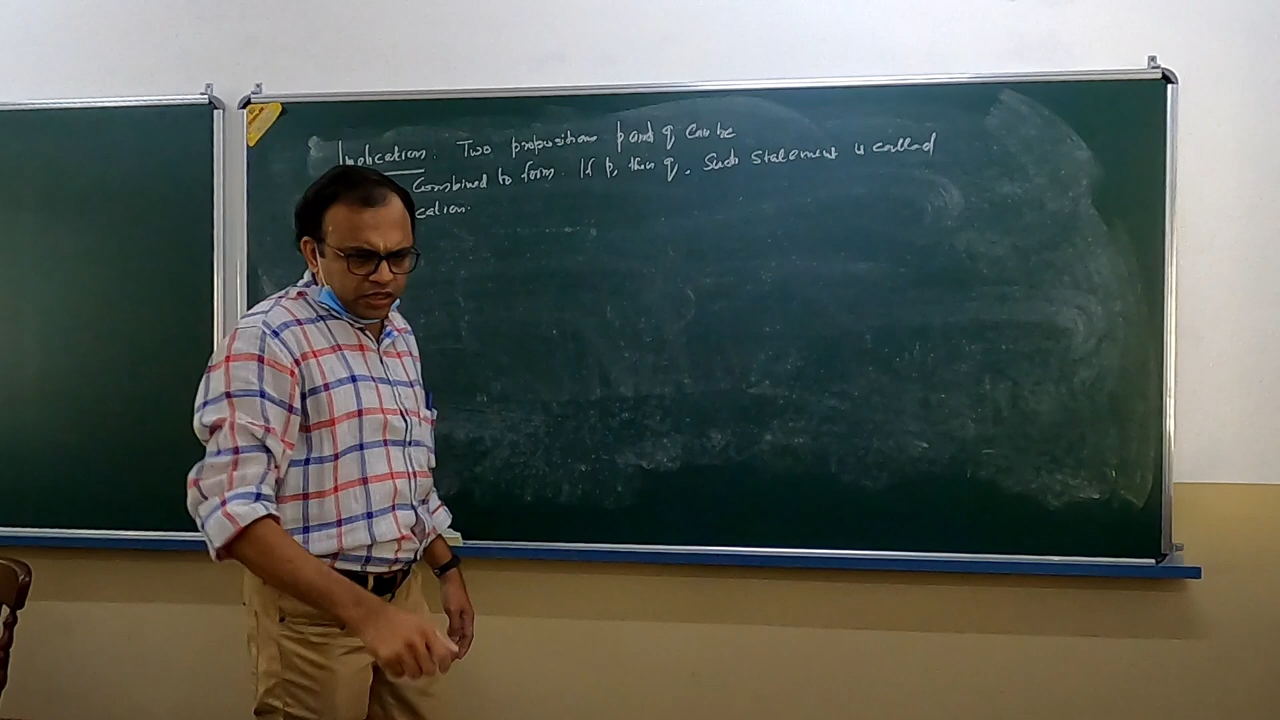 Implication: Two propositions p and q can be
combined to form. If p, then q. Such statement is called
cation.